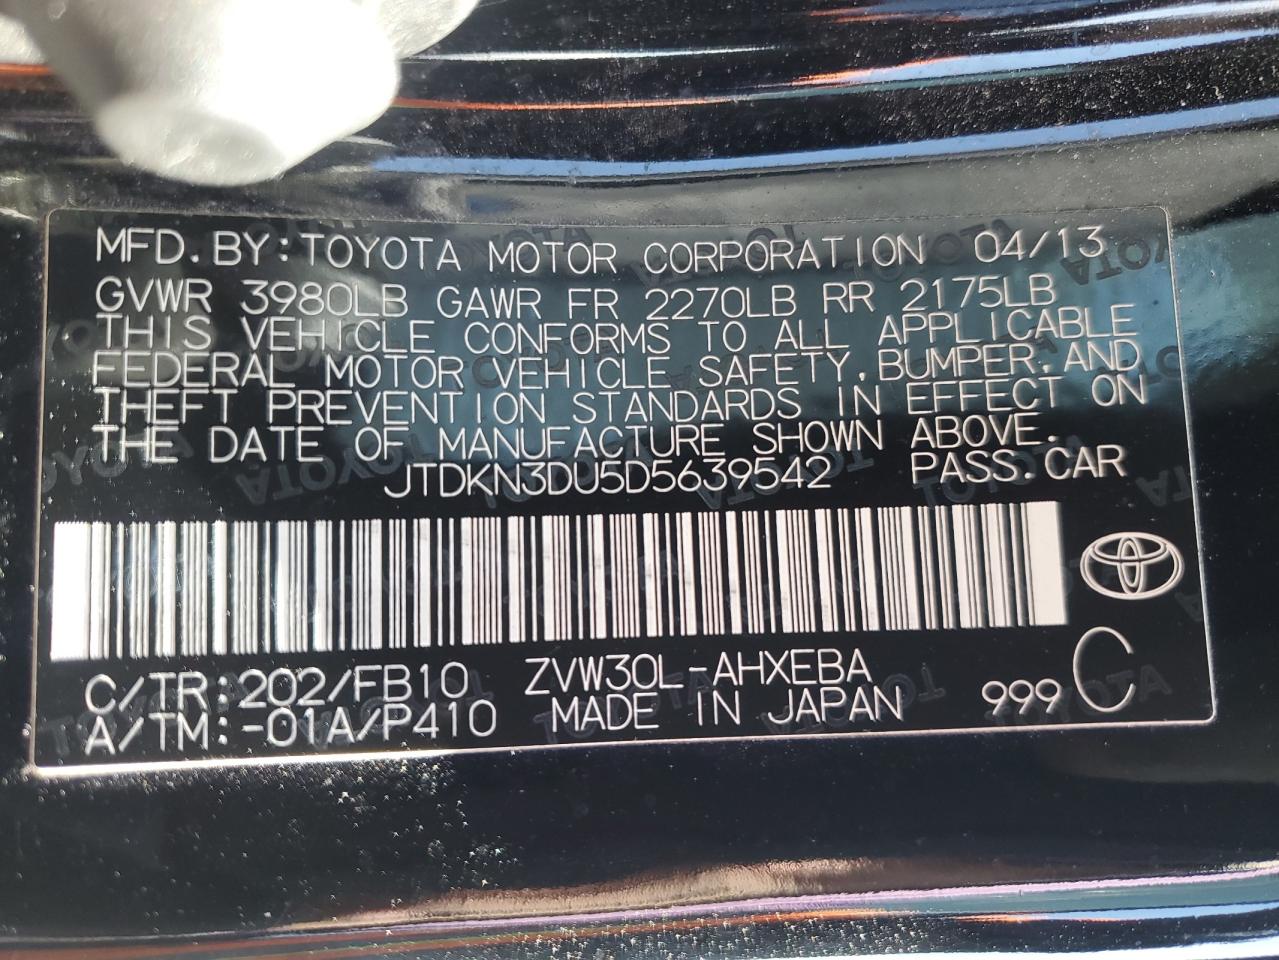 MFD. BY: TOYOTA MOTOR CORPORATION 04/13
GVWR 3980LB GAWR FR 2270LB RR 2175LB
THIS VEHICLE CONFORMS TO ALL APPLICABLE
FEDERAL MOTOR VEHICLE SAFETY, BUMPER, AND
THEFT PREVENTION STANDARDS IN EFFECT ON
THE DATE OF MANUFACTURE SHOWN ABOVE.
JTDKN3DU5D5639542 PASS. CAR
C/TR: 202/FB10 ZVW30L-AHXEBA
A/TM: -01A/P410 MADE IN JAPAN 999 C